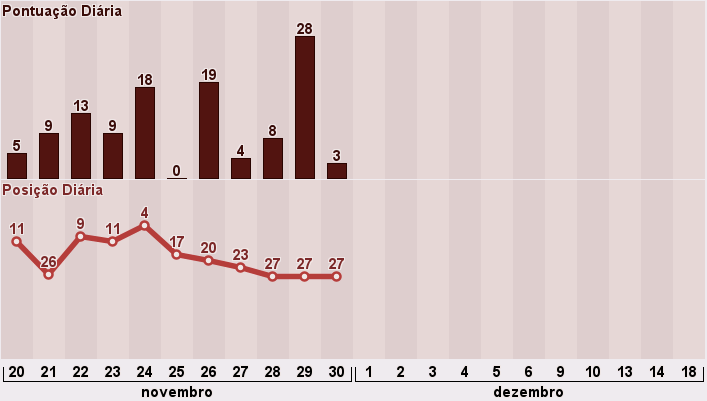 Pontuação Diária
5 9 13 9 18 0 19 4 8 28 3
Posição Diária
11 26 9 11 4 17 20 23 27 27 27
20 21 22 23 24 25 26 27 28 29 30 1 2 3 4 5 6 9 10 13 14 18
novembro dezembro